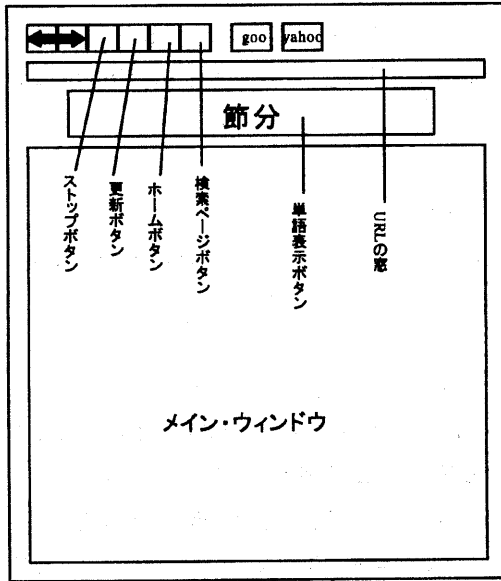 goo
yahoo
節分
ストップボタン
更新ボタン
ホームボタン
検索ページボタン
単語表示ボタン
URLの窓
メイン・ウィンドウ